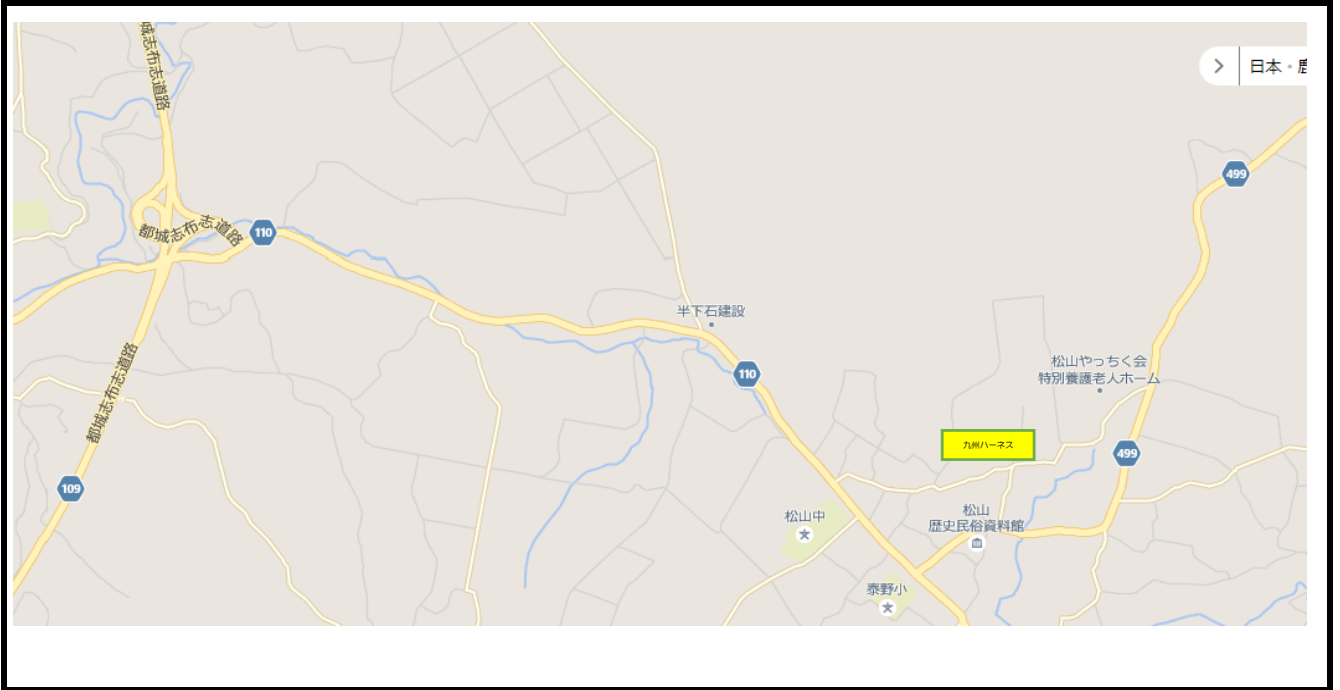 城志布志道路
日本・鹿
499
都城志布志道路
110
半下石建設
松山やっちく会
特別養護老人ホーム
110
都城志布志道路
九州ハーネス
499
109
松山中
松山
歴史民俗資料館
泰野小